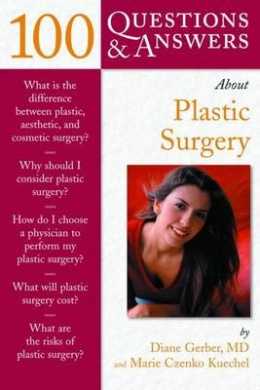 100 QUESTIONS
& ANSWERS
About
Plastic
Surgery
What is the
difference
between plastic,
aesthetic, and
cosmetic surgery?
Why should I
consider plastic
surgery?
How do I choose
a physician to
perform my
plastic surgery?
What will plastic
surgery cost?
What are
the risks of
plastic surgery?
by
Diane Gerber, MD
and Marie Czenko Kuechel